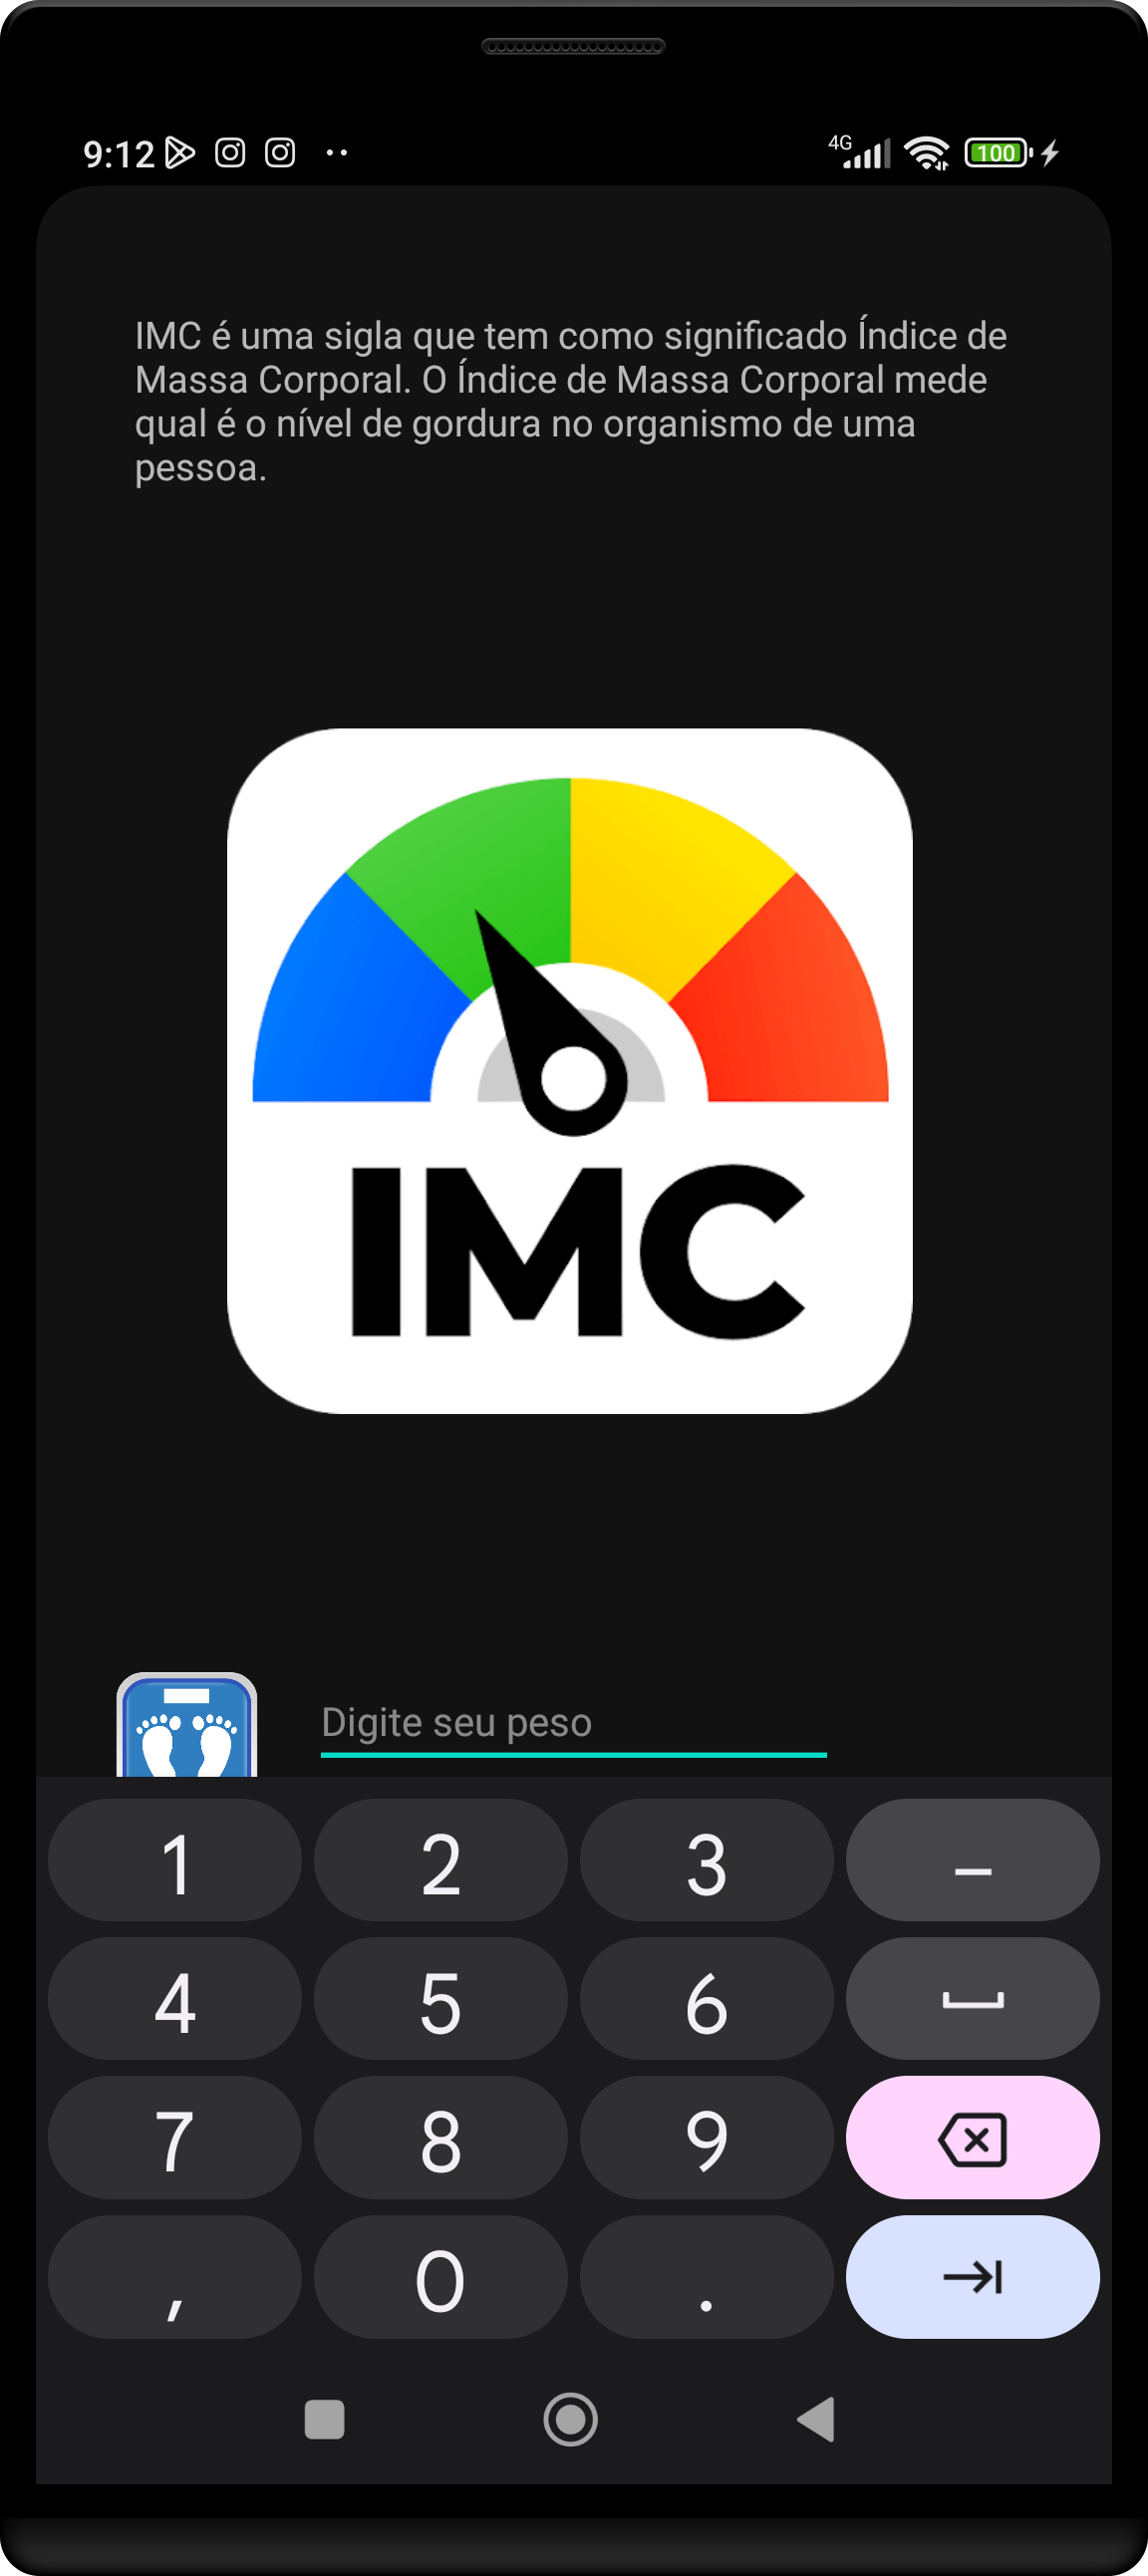 9:12
4G
100
IMC é uma sigla que tem como significado Índice de
Massa Corporal. O Índice de Massa Corporal mede
qual é o nível de gordura no organismo de uma
pessoa.
IMC
Digite seu peso
1 2 3 –
4 5 6
7 8 9
, 0 .